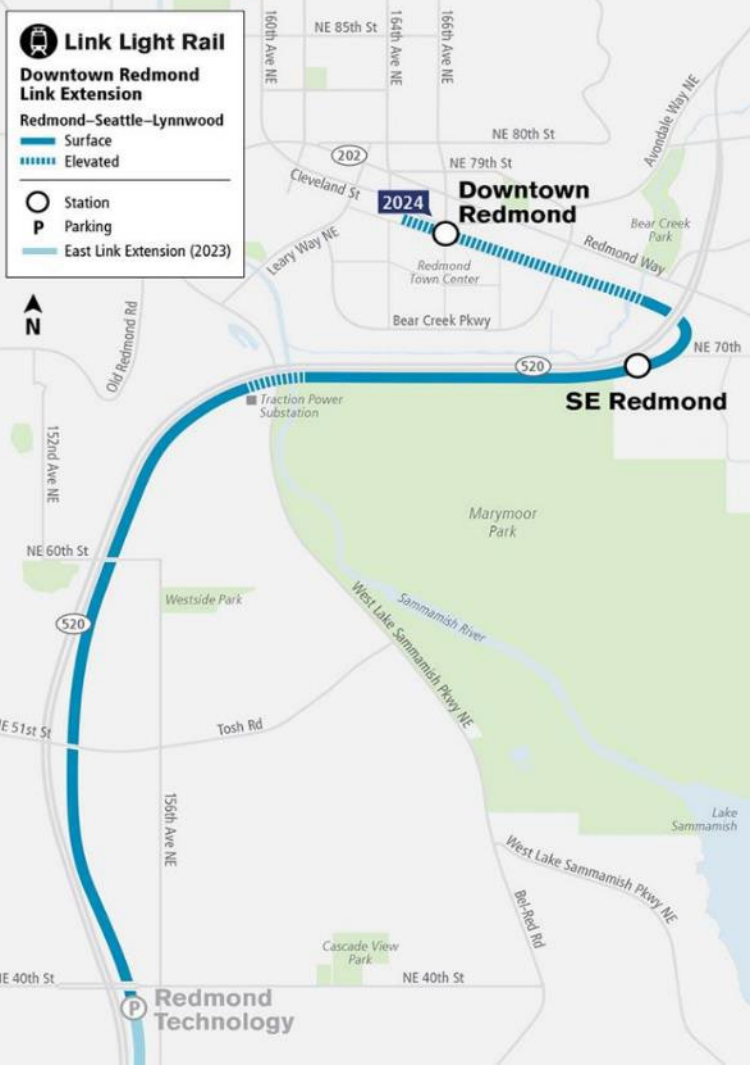 Link Light Rail
Downtown Redmond
Link Extension
Redmond–Seattle–Lynnwood
Surface
Elevated
Station
P Parking
East Link Extension (2023)
N
160th Ave NE
NE 85th St
164th Ave NE
166th Ave NE
Avondale Way NE
NE 80th St
202
NE 79th St
Cleveland St
2024
Downtown
Redmond
Bear Creek
Park
Leary Way NE
Redmond Way
Redmond
Town Center
Old Redmond Rd
Bear Creek Pkwy
NE 70th
520
SE Redmond
Traction Power
Substation
152nd Ave NE
Marymoor
Park
NE 60th St
Westside Park
West Lake Sammamish Pkwy NE
Sammamish River
520
E 51st St
Tosh Rd
156th Ave NE
Lake
Sammamish
West Lake Sammamish Pkwy NE
Bel-Red Rd
Cascade View
Park
E 40th St
NE 40th St
P
Redmond
Technology